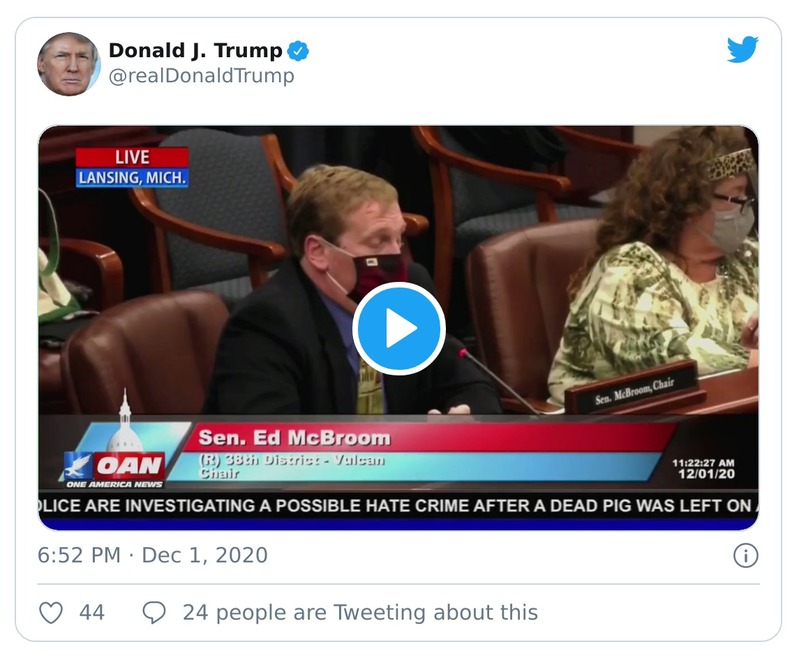 Donald J. Trump
@realDonaldTrump
LIVE
LANSING, MICH.
Sen. McBroom, Chair
Sen. Ed McBroom
(R) 38th District - Vulcan
Chair
OAN
ONE AMERICA NEWS
11:22:27 AM
12/01/20
OLICE ARE INVESTIGATING A POSSIBLE HATE CRIME AFTER A DEAD PIG WAS LEFT ON
6:52 PM · Dec 1, 2020
44
24 people are Tweeting about this